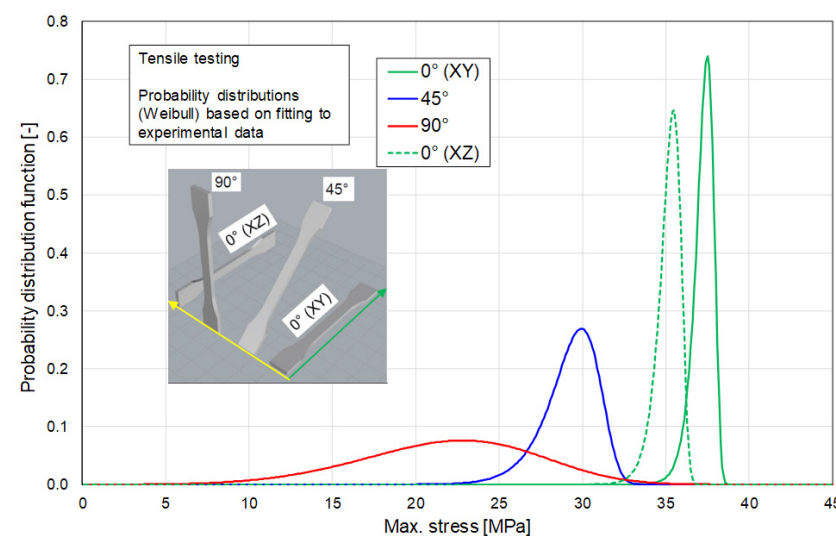 0.8
0.7
0.6
0.5
0.4
0.3
0.2
0.1
0.0
Probability distribution function [-]
Tensile testing
Probability distributions
(Weibull) based on fitting to
experimental data
0° (XY)
45°
90°
0° (XZ)
90°
45°
0° (XZ)
0° (XY)
0
5
10
15
20
25
30
35
40
45
Max. stress [MPa]